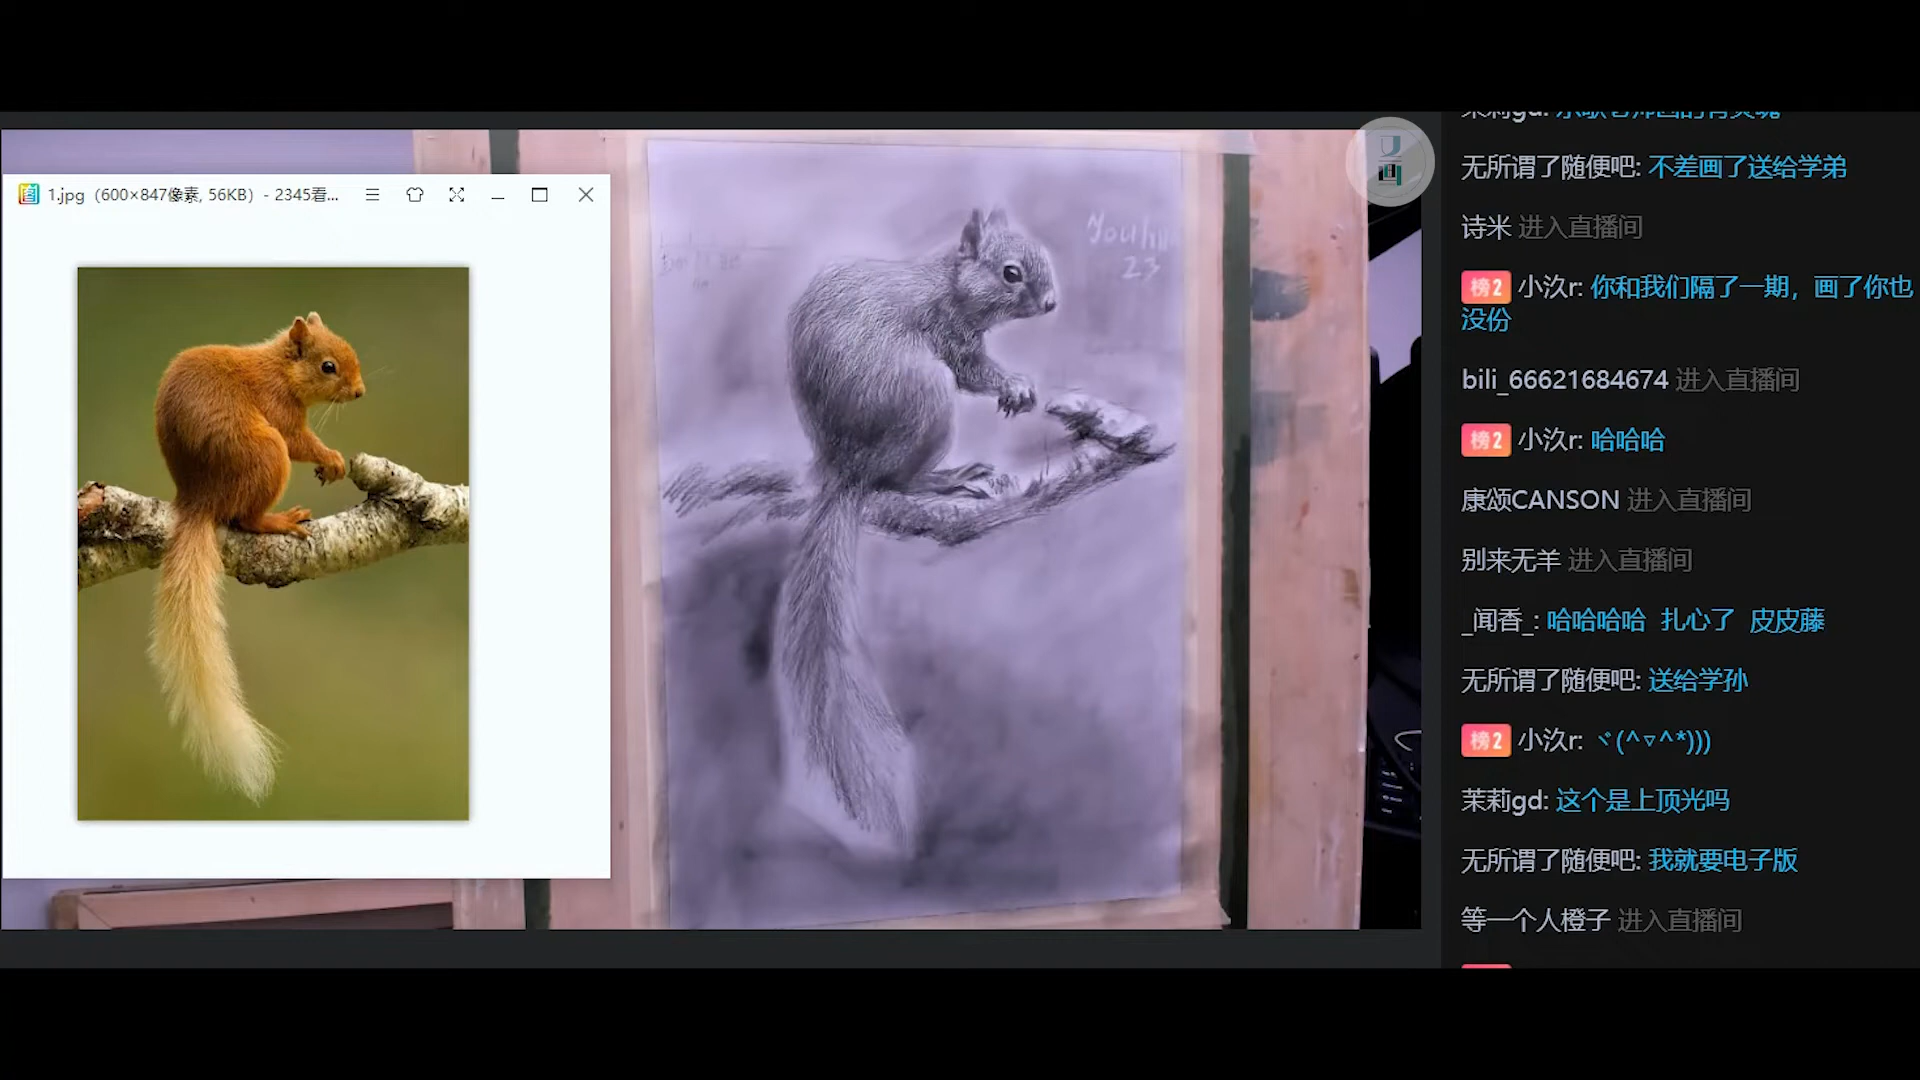 1.jpg（600×847像素, 56KB）- 2345看...
Youhi
23
无所谓了随便吧: 不差画了送给学弟
诗米 进入直播间
榜2 小汣r: 你和我们隔了一期，画了你也
没份
bili_66621684674 进入直播间
榜2 小汣r: 哈哈哈
康颂CANSON 进入直播间
别来无羊 进入直播间
_闻香_: 哈哈哈哈 扎心了 皮皮藤
无所谓了随便吧: 送给学孙
榜2 小汣r: ヾ(^▿^*)))
茉莉gd: 这个是上顶光吗
无所谓了随便吧: 我就要电子版
等一个人橙子 进入直播间